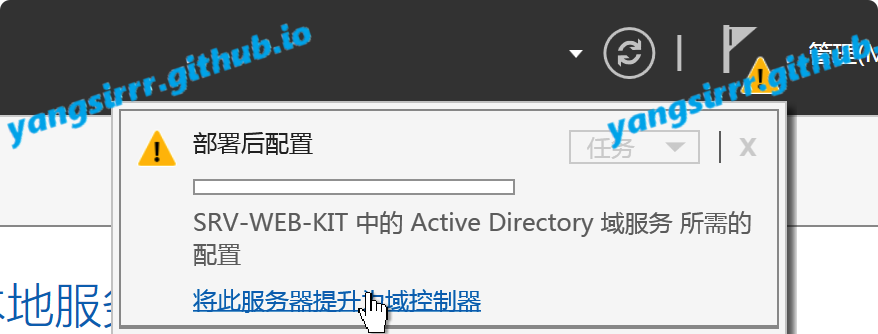 yangsirrr.github.io
管理(M
yangsirrr.github.
部署后配置
任务
X
SRV-WEB-KIT 中的 Active Directory 域服务 所需的
配置
将此服务器提升为域控制器
本地服务